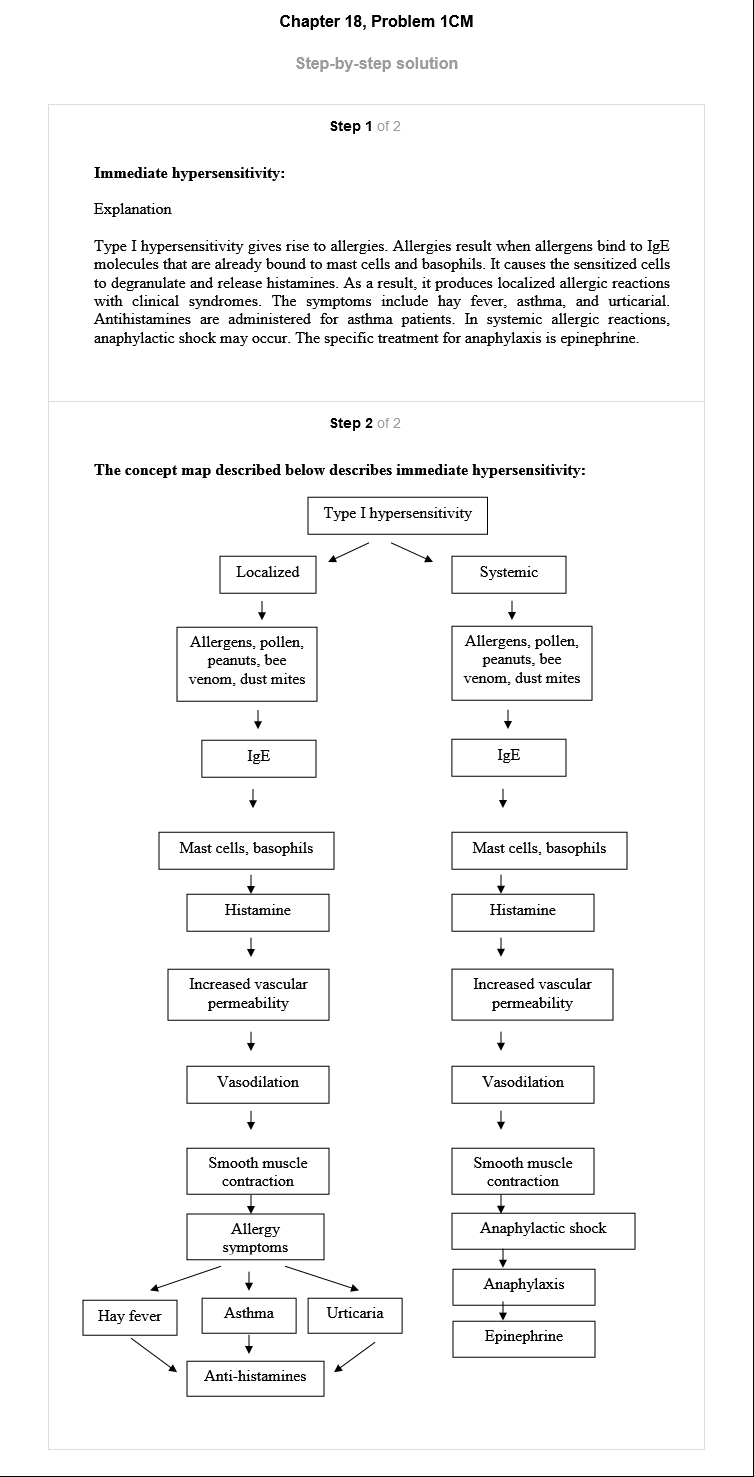 Chapter 18, Problem 1CM
Step-by-step solution
Step 1 of 2
Immediate hypersensitivity:
Explanation
Type I hypersensitivity gives rise to allergies. Allergies result when allergens bind to IgE
molecules that are already bound to mast cells and basophils. It causes the sensitized cells
to degranulate and release histamines. As a result, it produces localized allergic reactions
with clinical syndromes. The symptoms include hay fever, asthma, and urticarial.
Antihistamines are administered for asthma patients. In systemic allergic reactions,
anaphylactic shock may occur. The specific treatment for anaphylaxis is epinephrine.
Step 2 of 2
The concept map described below describes immediate hypersensitivity:
Type I hypersensitivity
Localized
Allergens, pollen,
peanuts, bee
venom, dust mites
IgE
Mast cells, basophils
Histamine
Increased vascular
permeability
Vasodilation
Smooth muscle
contraction
Allergy
symptoms
Hay fever
Asthma
Urticaria
Anti-histamines
Systemic
Allergens, pollen,
peanuts, bee
venom, dust mites
IgE
Mast cells, basophils
Histamine
Increased vascular
permeability
Vasodilation
Smooth muscle
contraction
Anaphylactic shock
Anaphylaxis
Epinephrine